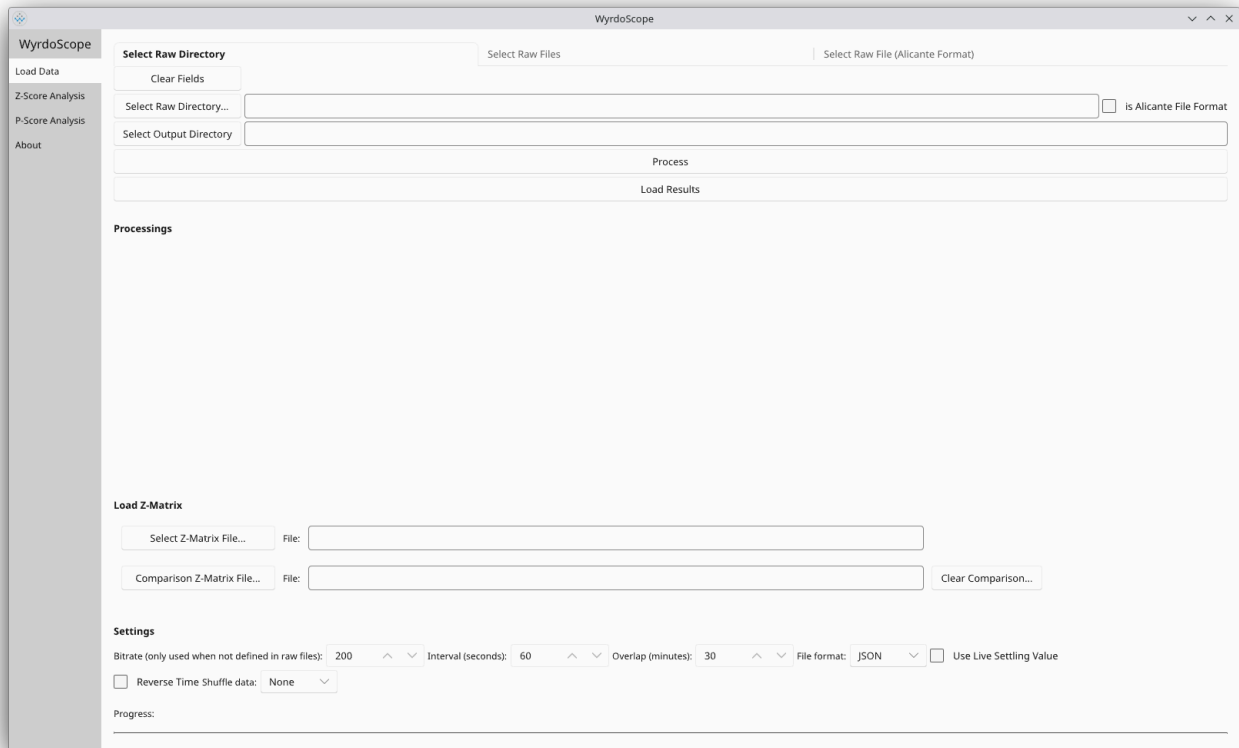 WyrdoScope
WyrdoScope
Load Data
Z-Score Analysis
P-Score Analysis
About
Select Raw Directory
Select Raw Files
Select Raw File (Alicante Format)
Clear Fields
Select Raw Directory...
is Alicante File Format
Select Output Directory
Process
Load Results
Processings
Load Z-Matrix
Select Z-Matrix File... File:
Comparison Z-Matrix File... File: Clear Comparison...
Settings
Bitrate (only used when not defined in raw files): 200 Interval (seconds): 60 Overlap (minutes): 30 File format: JSON Use Live Settling Value
Reverse Time Shuffle data: None
Progress: